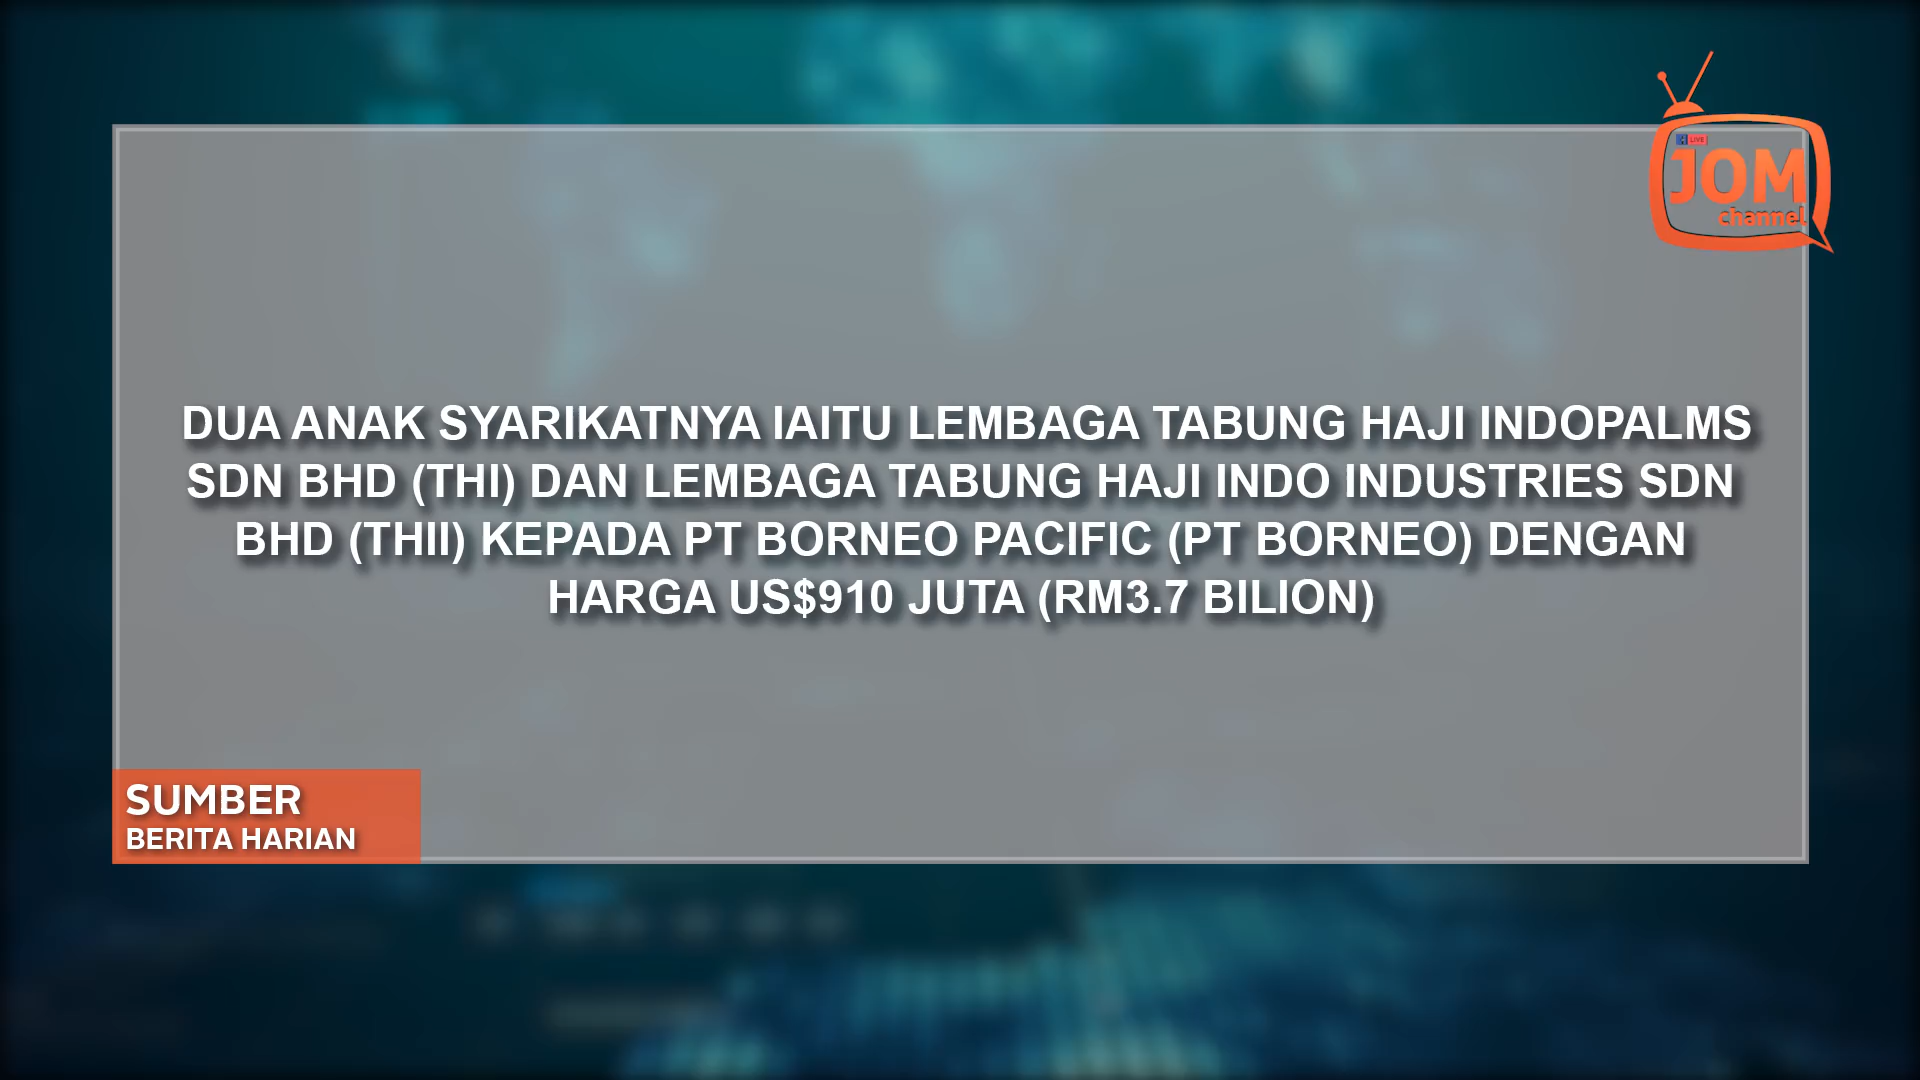 LIVE
JOM
channel
DUA ANAK SYARIKATNYA IAITU LEMBAGA TABUNG HAJI INDOPALMS
SDN BHD (THI) DAN LEMBAGA TABUNG HAJI INDO INDUSTRIES SDN
BHD (THII) KEPADA PT BORNEO PACIFIC (PT BORNEO) DENGAN
HARGA US$910 JUTA (RM3.7 BILION)
SUMBER
BERITA HARIAN